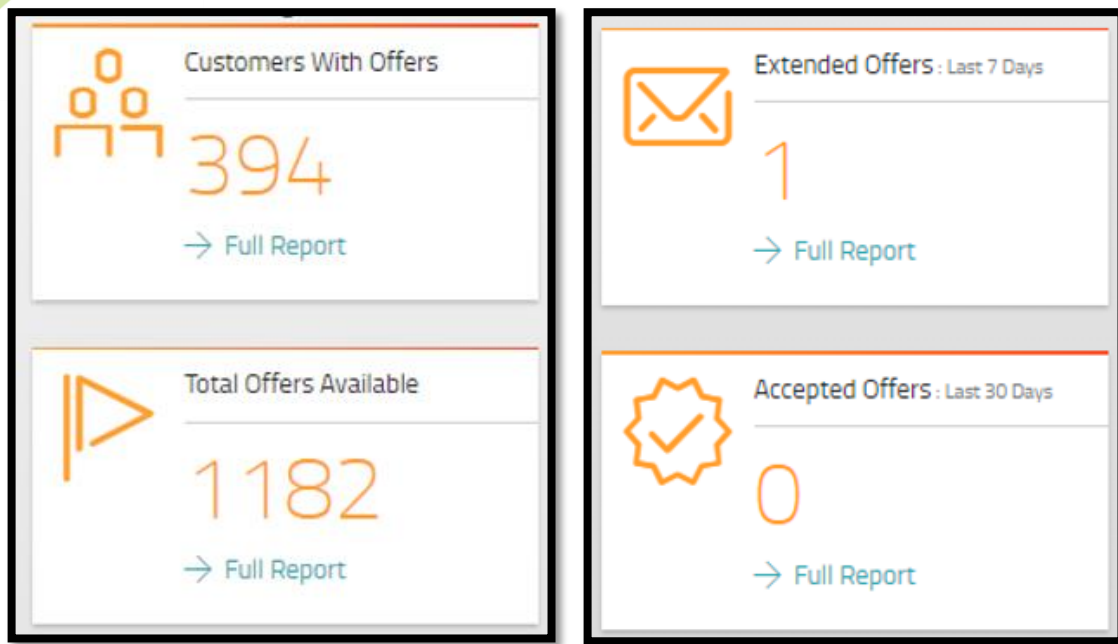 Customers With Offers
394
Full Report
Total Offers Available
1182
Full Report
Extended Offers : Last 7 Days
1
Full Report
Accepted Offers : Last 30 Days
0
Full Report